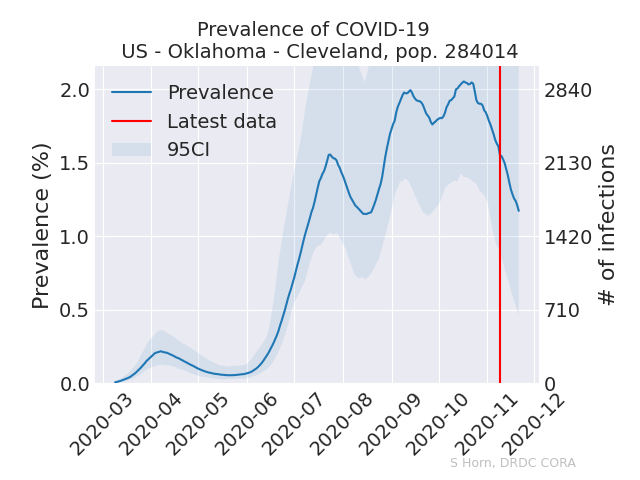 Prevalence of COVID-19
US - Oklahoma - Cleveland, pop. 284014
Prevalence
Latest data
95CI
Prevalence (%)
2.0
1.5
1.0
0.5
0.0
2840
2130
1420
710
0
# of infections
2020-03
2020-04
2020-05
2020-06
2020-07
2020-08
2020-09
2020-10
2020-11
2020-12
S Horn, DRDC CORA